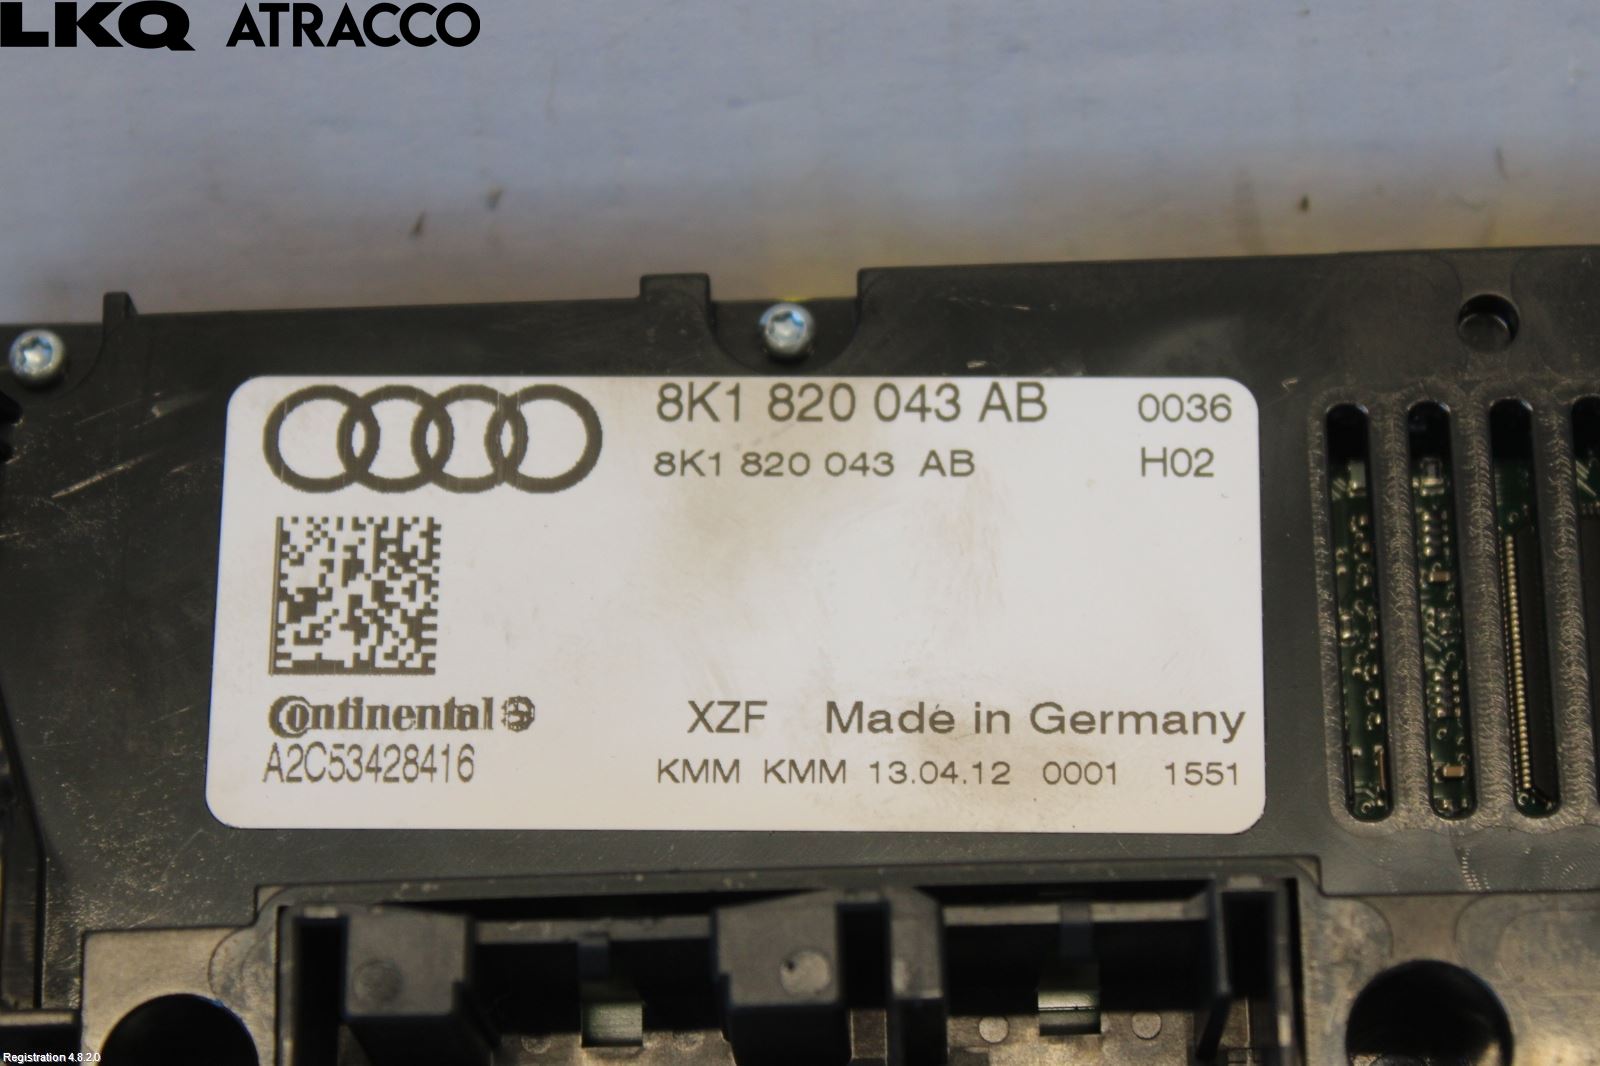 LKQ ATRACCO
8K1 820 043 AB 0036
8K1 820 043 AB H02
Continental
A2C53428416
XZF Made in Germany
KMM KMM 13.04.12 0001 1551
Registration 4.8.2.0